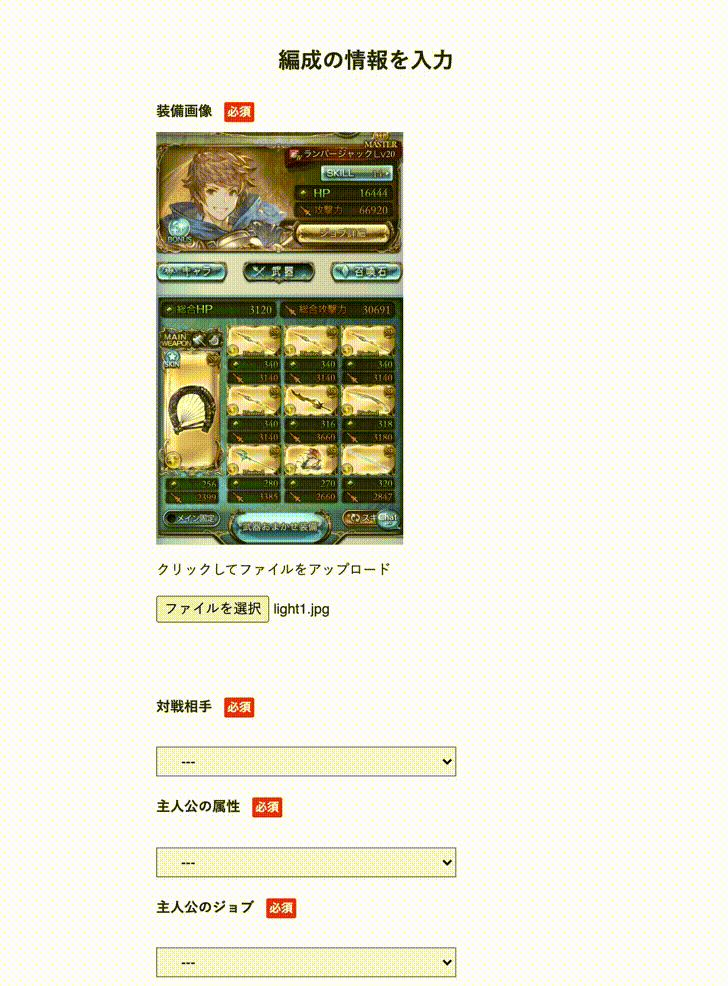 編成の情報を入力
装備画像 必須
MASTER
ランバージャック Lv20
SKILL
HP 16444
攻撃力 66920
BONUS
ジョブ詳細
キャラ 武器 召喚石
総合HP 3120 総合攻撃力 30691
MAIN WEAPON
SKIN
340 340 340
3140 3140 3140
340 316 318
3140 3660 3180
256 280 270 320
2399 3385 2660 2847
メイン固定 武器おまかせ装備 スキ Chat
クリックしてファイルをアップロード
ファイルを選択 light1.jpg
対戦相手 必須
---
主人公の属性 必須
---
主人公のジョブ 必須
---